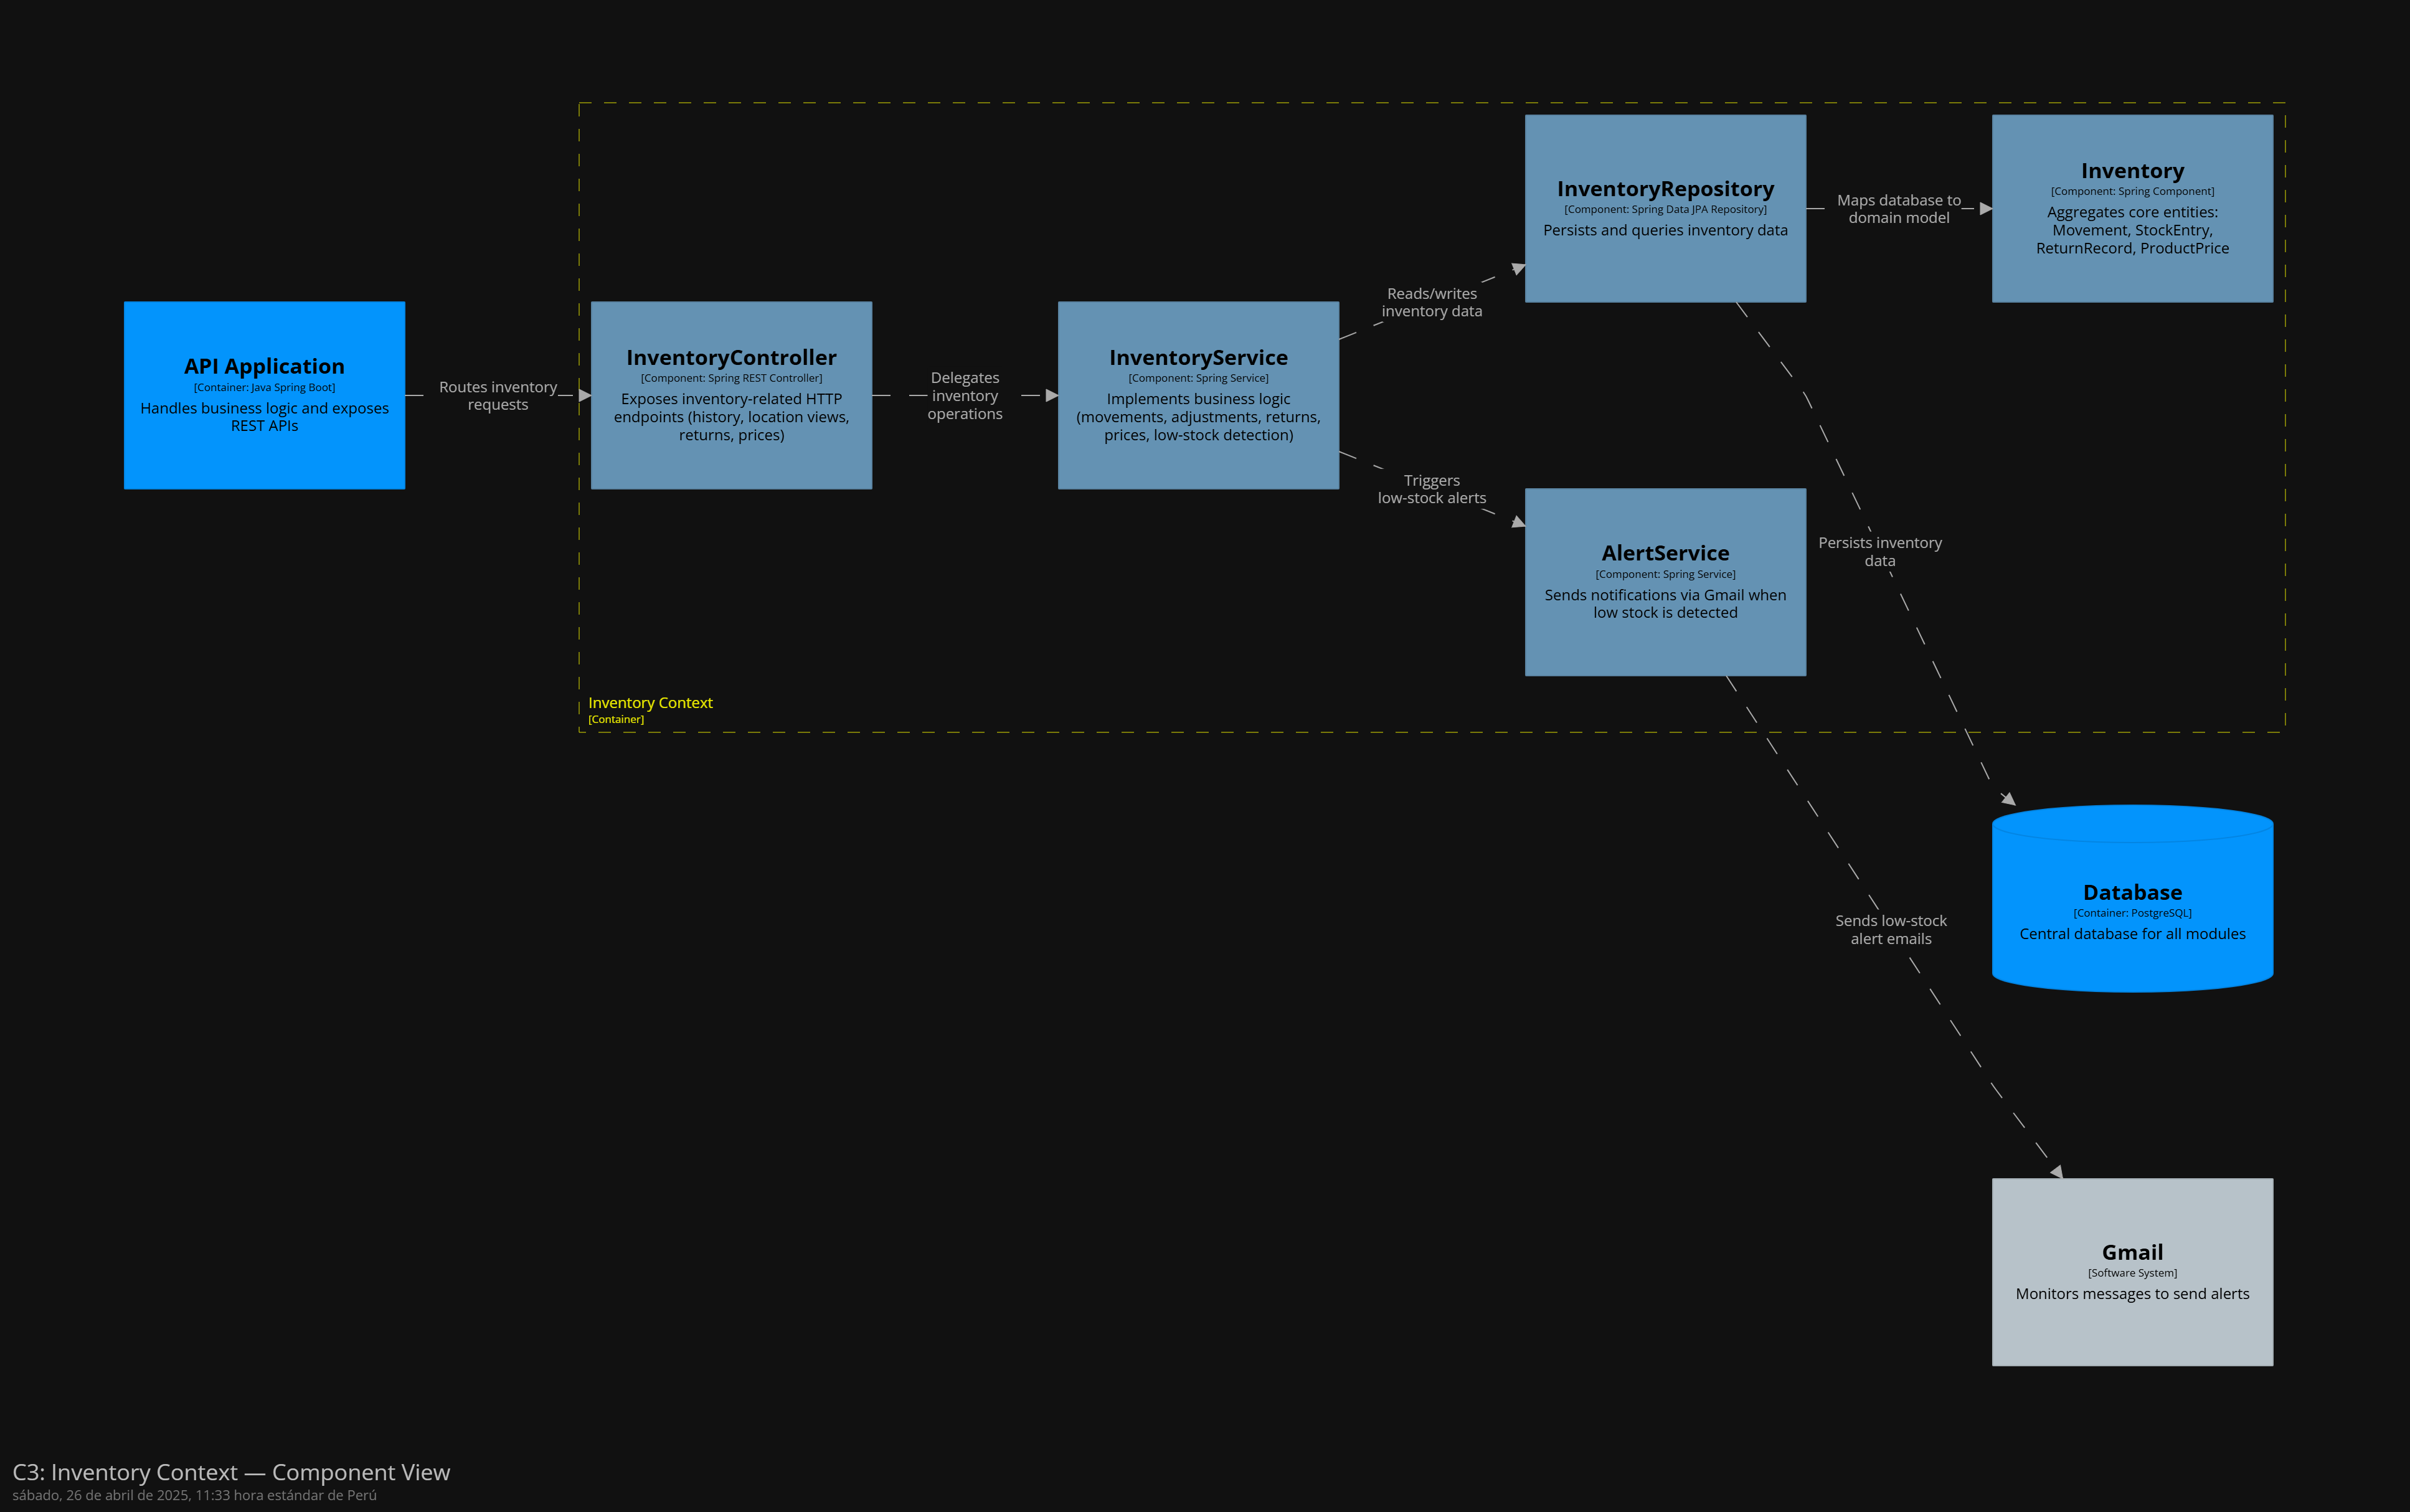 API Application
[Container: Java Spring Boot]
Handles business logic and exposes
REST APIs
Routes inventory
requests
InventoryController
[Component: Spring REST Controller]
Exposes inventory-related HTTP
endpoints (history, location views,
returns, prices)
Delegates
inventory
operations
InventoryService
[Component: Spring Service]
Implements business logic
(movements, adjustments, returns,
prices, low-stock detection)
Reads/writes
inventory data
InventoryRepository
[Component: Spring Data JPA Repository]
Persists and queries inventory data
Maps database to
domain model
Inventory
[Component: Spring Component]
Aggregates core entities:
Movement, StockEntry,
ReturnRecord, ProductPrice
Triggers
low-stock alerts
AlertService
[Component: Spring Service]
Sends notifications via Gmail when
low stock is detected
Persists inventory
data
Inventory Context
[Container]
Database
[Container: PostgreSQL]
Central database for all modules
Sends low-stock
alert emails
Gmail
[Software System]
Monitors messages to send alerts
C3: Inventory Context — Component View
sábado, 26 de abril de 2025, 11:33 hora estándar de Perú